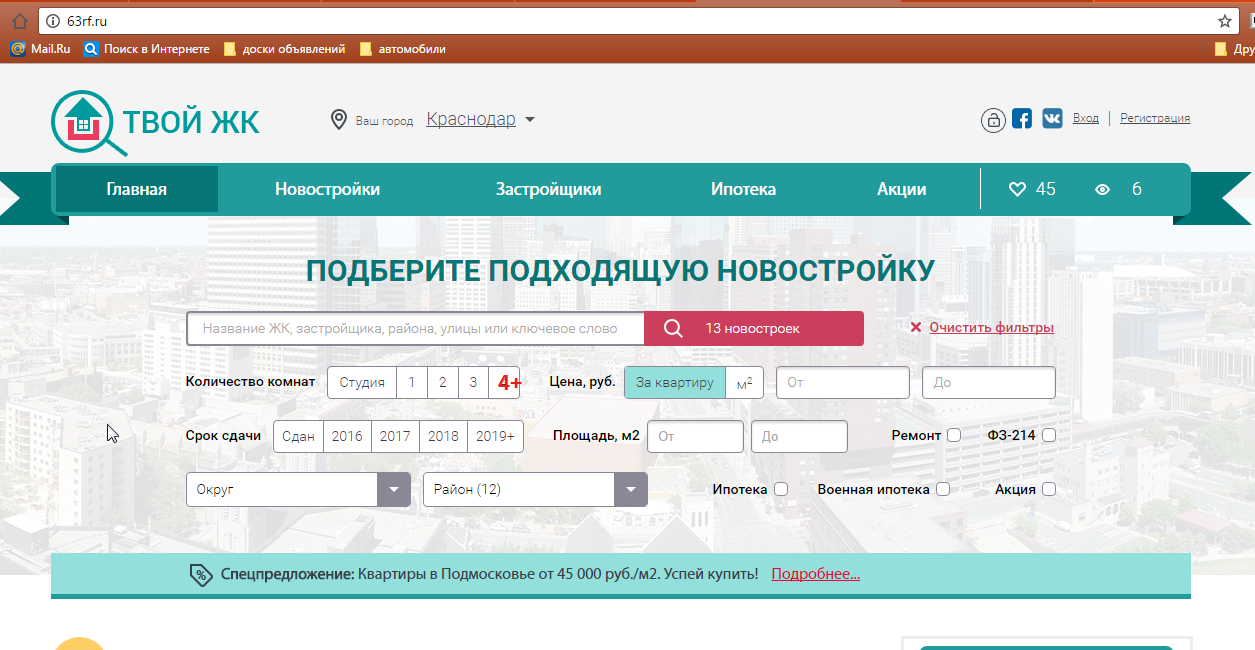 63rf.ru
Mail.Ru Поиск в Интернете доски объявлений автомобили
ТВОЙ ЖК Ваш город Краснодар Вход Регистрация
Главная Новостройки Застройщики Ипотека Акции 45 6
ПОДБЕРИТЕ ПОДХОДЯЩУЮ НОВОСТРОЙКУ
Название ЖК, застройщика, района, улицы или ключевое слово 13 новостроек Очистить фильтры
Количество комнат Студия 1 2 3 4+ Цена, руб. За квартиру м² От До
Срок сдачи Сдан 2016 2017 2018 2019+ Площадь, м2 От До Ремонт ФЗ-214
Округ Район (12) Ипотека Военная ипотека Акция
% Спецпредложение: Квартиры в Подмосковье от 45 000 руб./м2. Успей купить! Подробнее...